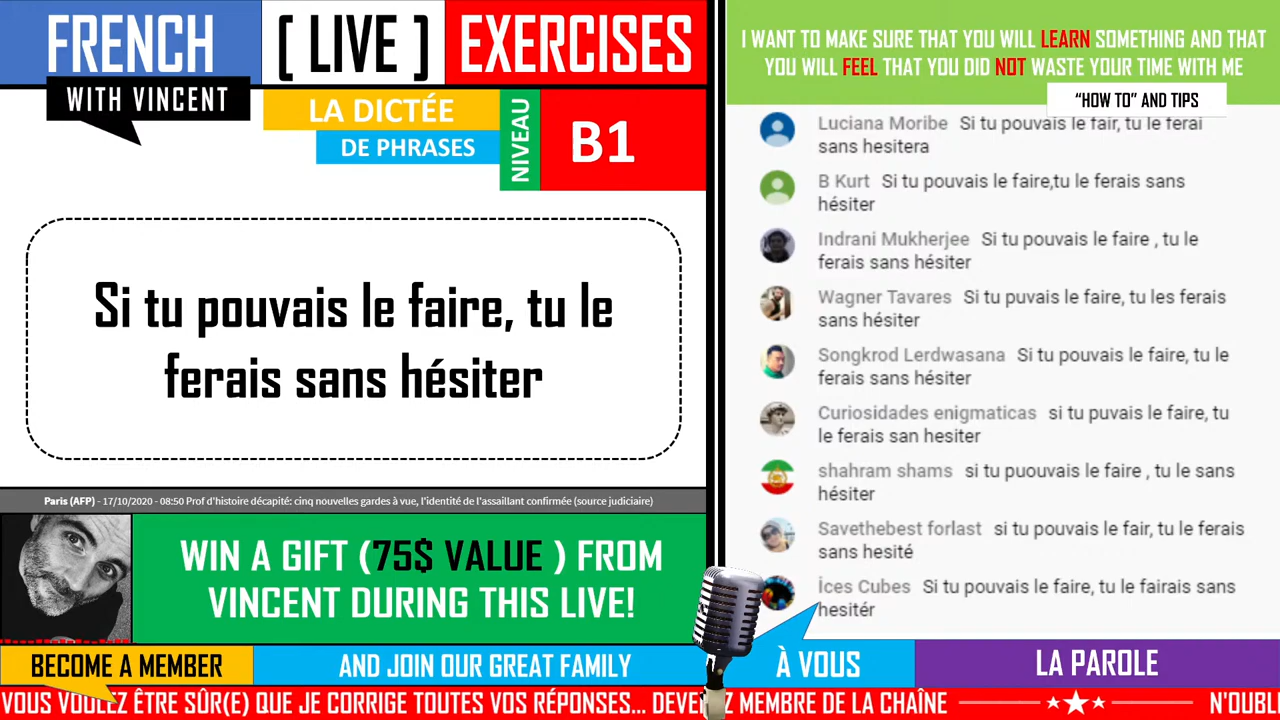 FRENCH
WITH VINCENT
[ LIVE ]
EXERCISES
LA DICTÉE
DE PHRASES
NIVEAU
B1
Si tu pouvais le faire, tu le
ferais sans hésiter
Paris (AFP) - 17/10/2020 - 08:50 Prof d'histoire décapité: cinq nouvelles gardes à vue, l'identité de l'assaillant confirmée (source judiciaire)
WIN A GIFT (75$ VALUE ) FROM
VINCENT DURING THIS LIVE!
BECOME A MEMBER
AND JOIN OUR GREAT FAMILY
I WANT TO MAKE SURE THAT YOU WILL LEARN SOMETHING AND THAT
YOU WILL FEEL THAT YOU DID NOT WASTE YOUR TIME WITH ME
“HOW TO” AND TIPS
Luciana Moribe Si tu pouvais le fair, tu le ferai
sans hesitera
B Kurt Si tu pouvais le faire,tu le ferais sans
hésiter
Indrani Mukherjee Si tu pouvais le faire , tu le
ferais sans hésiter
Wagner Tavares Si tu puvais le faire, tu les ferais
sans hésiter
Songkrod Lerdwasana Si tu pouvais le faire, tu le
ferais sans hésiter
Curiosidades enigmaticas si tu puvais le faire, tu
le ferais san hesiter
shahram shams si tu puouvais le faire , tu le sans
hésiter
Savethebest forlast si tu pouvais le fair, tu le ferais
sans hesité
İces Cubes Si tu pouvais le faire, tu le fairais sans
hesitér
À VOUS
LA PAROLE
VOUS VOULEZ ÊTRE SÛR(E) QUE JE CORRIGE TOUTES VOS RÉPONSES... DEVENEZ MEMBRE DE LA CHAÎNE N'OUBL